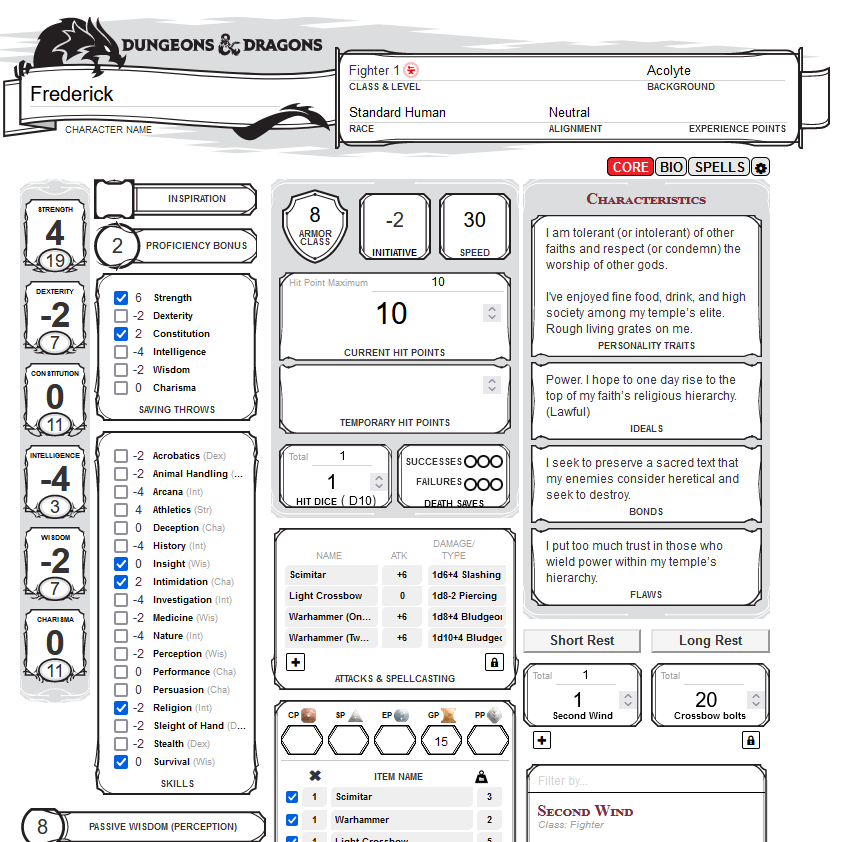 DUNGEONS & DRAGONS
Frederick
CHARACTER NAME
Fighter 1
CLASS & LEVEL
Acolyte
BACKGROUND
Standard Human
RACE
Neutral
ALIGNMENT
EXPERIENCE POINTS
CORE BIO SPELLS
STRENGTH
4
19
DEXTERITY
-2
7
CONSTITUTION
0
11
INTELLIGENCE
-4
3
WISDOM
-2
7
CHARISMA
0
11
INSPIRATION
2 PROFICIENCY BONUS
6 Strength
-2 Dexterity
2 Constitution
-4 Intelligence
-2 Wisdom
0 Charisma
SAVING THROWS
-2 Acrobatics (Dex)
-2 Animal Handling (...
-4 Arcana (Int)
4 Athletics (Str)
0 Deception (Cha)
-4 History (Int)
0 Insight (Wis)
2 Intimidation (Cha)
-4 Investigation (Int)
-2 Medicine (Wis)
-4 Nature (Int)
-2 Perception (Wis)
0 Performance (Cha)
0 Persuasion (Cha)
-2 Religion (Int)
-2 Sleight of Hand (D...
-2 Stealth (Dex)
0 Survival (Wis)
SKILLS
8 PASSIVE WISDOM (PERCEPTION)
8
ARMOR
CLASS
-2
INITIATIVE
30
SPEED
Hit Point Maximum 10
10
CURRENT HIT POINTS
TEMPORARY HIT POINTS
Total 1
1
HIT DICE ( D10)
SUCCESSES
FAILURES
DEATH SAVES
NAME ATK DAMAGE/
TYPE
Scimitar +6 1d6+4 Slashing
Light Crossbow 0 1d8-2 Piercing
Warhammer (On... +6 1d8+4 Bludgeon
Warhammer (Tw... +6 1d10+4 Bludgeo
ATTACKS & SPELLCASTING
CP SP EP GP PP
15
ITEM NAME
1 Scimitar 3
1 Warhammer 2
1 Light Crossbow 5
CHARACTERISTICS
I am tolerant (or intolerant) of other
faiths and respect (or condemn) the
worship of other gods.
I've enjoyed fine food, drink, and high
society among my temple's elite.
Rough living grates on me.
PERSONALITY TRAITS
Power. I hope to one day rise to the
top of my faith's religious hierarchy.
(Lawful)
IDEALS
I seek to preserve a sacred text that
my enemies consider heretical and
seek to destroy.
BONDS
I put too much trust in those who
wield power within my temple's
hierarchy.
FLAWS
Short Rest Long Rest
Total 1
1
Second Wind
Total
20
Crossbow bolts
Filter by...
SECOND WIND
Class: Fighter